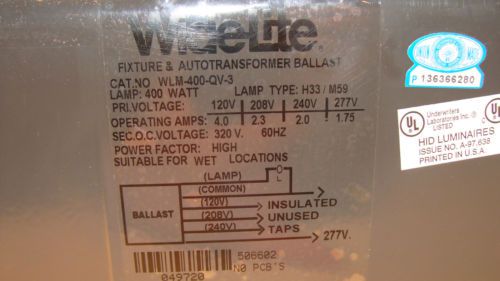 Wide-Lite®
FIXTURE & AUTOTRANSFORMER BALLAST
CAT.NO WLM-400-QV-3
LAMP: 400 WATT LAMP TYPE: H33/M59
PRI.VOLTAGE: 120V 208V 240V 277V
OPERATING AMPS: 4.0 2.3 2.0 1.75
SEC.O.C.VOLTAGE: 320 V. 60HZ
POWER FACTOR: HIGH
SUITABLE FOR WET LOCATIONS
(LAMP)
(COMMON)
(120V) INSULATED
BALLAST (208V) UNUSED
(240V) TAPS
277V.
506602
049720 NO PCB'S
P 136366280
UL Underwriters Laboratories Inc.® UL
LISTED
HID LUMINAIRES
ISSUE NO. A-97,638
PRINTED IN U.S.A.